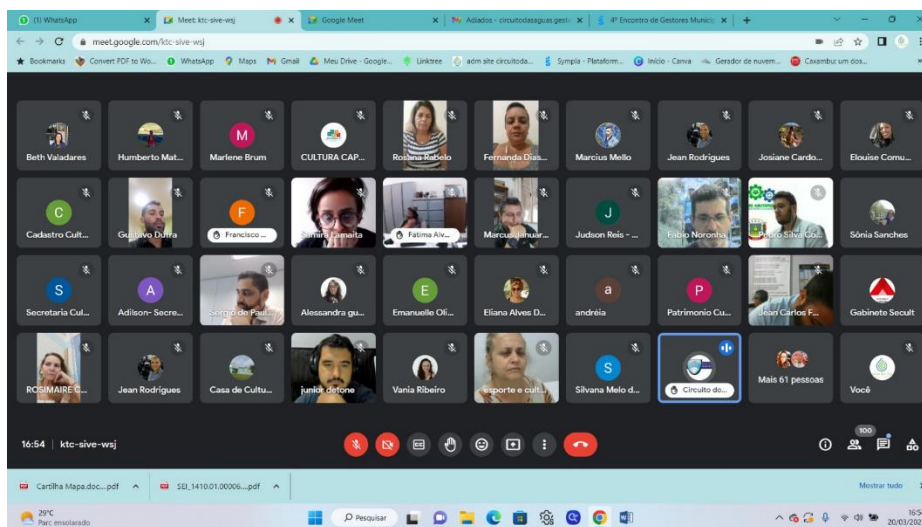 (1) WhatsApp
Meet: ktc-sive-wsj
Google Meet
Adiados - circuitodasaguas.gest
4º Encontro de Gestores Munici
meet.google.com/ktc-sive-wsj
Bookmarks
Convert PDF to Wo...
WhatsApp
Maps
Gmail
Meu Drive - Google...
Linktree
adm site circuitoda...
Sympla - Plataform...
Início - Canva
Gerador de nuvem...
Caxambu: um dos...
Beth Valadares
Humberto Mat...
M
Marlene Brum
CULTURA CAP...
Rosana Rabelo
Fernanda Dias...
Marcius Mello
Jean Rodrigues
Josiane Cardo...
Elouise Comu...
C
Cadastro Cult...
Gustavo Dutra
F
Francisco ...
Samira Lamaita
Fátima Alv...
Marcus Januar...
J
Judson Reis - ...
Fabio Noronha
Pedro Silva Co...
Sônia Sanches
S
Secretaria Cul...
A
Adilson- Secre...
Sergio de Paul...
Alessandra gu...
E
Emanuelle Oli...
Eliana Alves D...
a
andréia
P
Patrimonio Cu...
Jean Carlos F...
Gabinete Secult
ROSIMAIRE C...
Jean Rodrigues
Casa de Cultu...
junior detone
Vania Ribeiro
esporte e cult...
S
Silvana Melo d...
Circuito do...
Mais 61 pessoas
Você
16:54 | ktc-sive-wsj
100
Cartilha Mapa.doc....pdf
SEI_1410.01.00006....pdf
Mostrar tudo
29°C
Parc ensolarado
Pesquisar